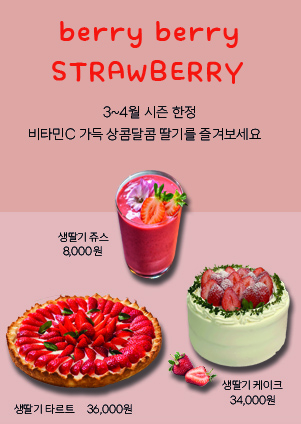 berry berry
STRAWBERRY
3~4월 시즌 한정
비타민C 가득 상콤달콤 딸기를 즐겨보세요
생딸기 쥬스
8,000원
생딸기 케이크
34,000원
생딸기 타르트 36,000원